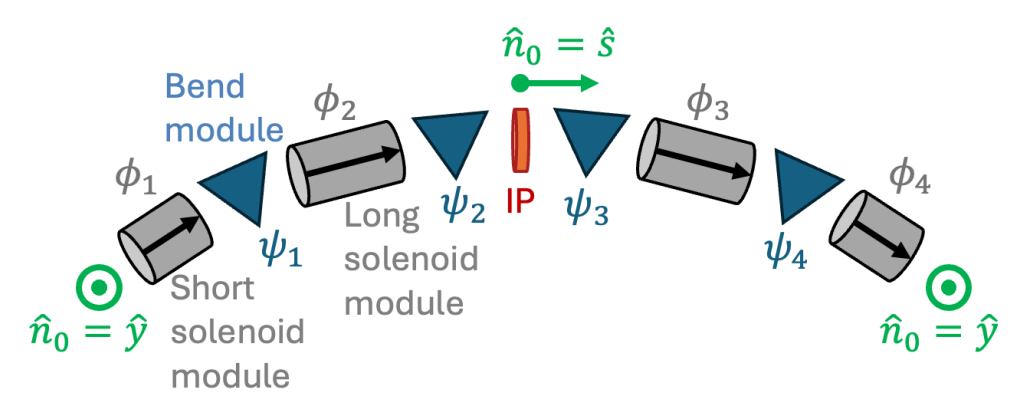 n̂₀ = ŝ
Bend
module
ϕ₂
ϕ₃
ϕ₁
ϕ₄
IP
ψ₂
ψ₃
ψ₁
ψ₄
Long
solenoid
module
Short
solenoid
module
n̂₀ = ŷ
n̂₀ = ŷ